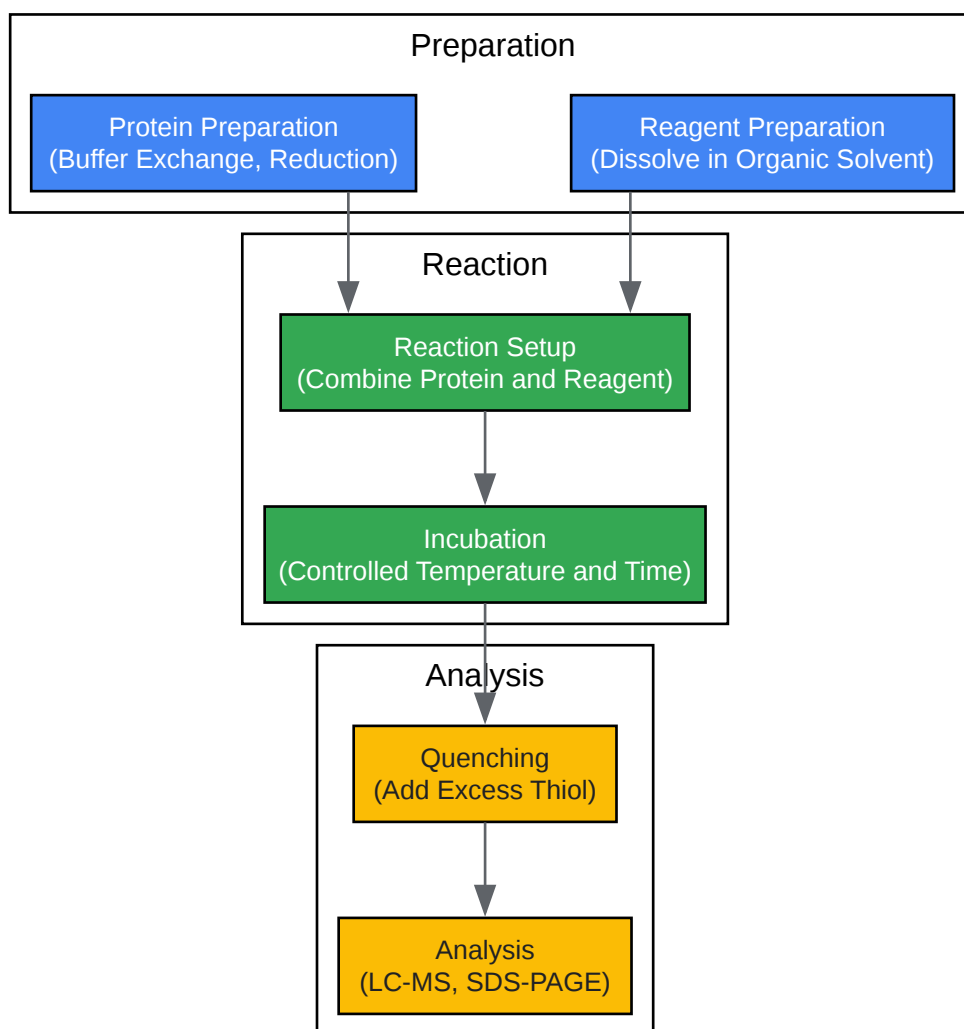 Preparation
Protein Preparation
(Buffer Exchange, Reduction)
Reagent Preparation
(Dissolve in Organic Solvent)
Reaction
Reaction Setup
(Combine Protein and Reagent)
Incubation
(Controlled Temperature and Time)
Analysis
Quenching
(Add Excess Thiol)
Analysis
(LC-MS, SDS-PAGE)